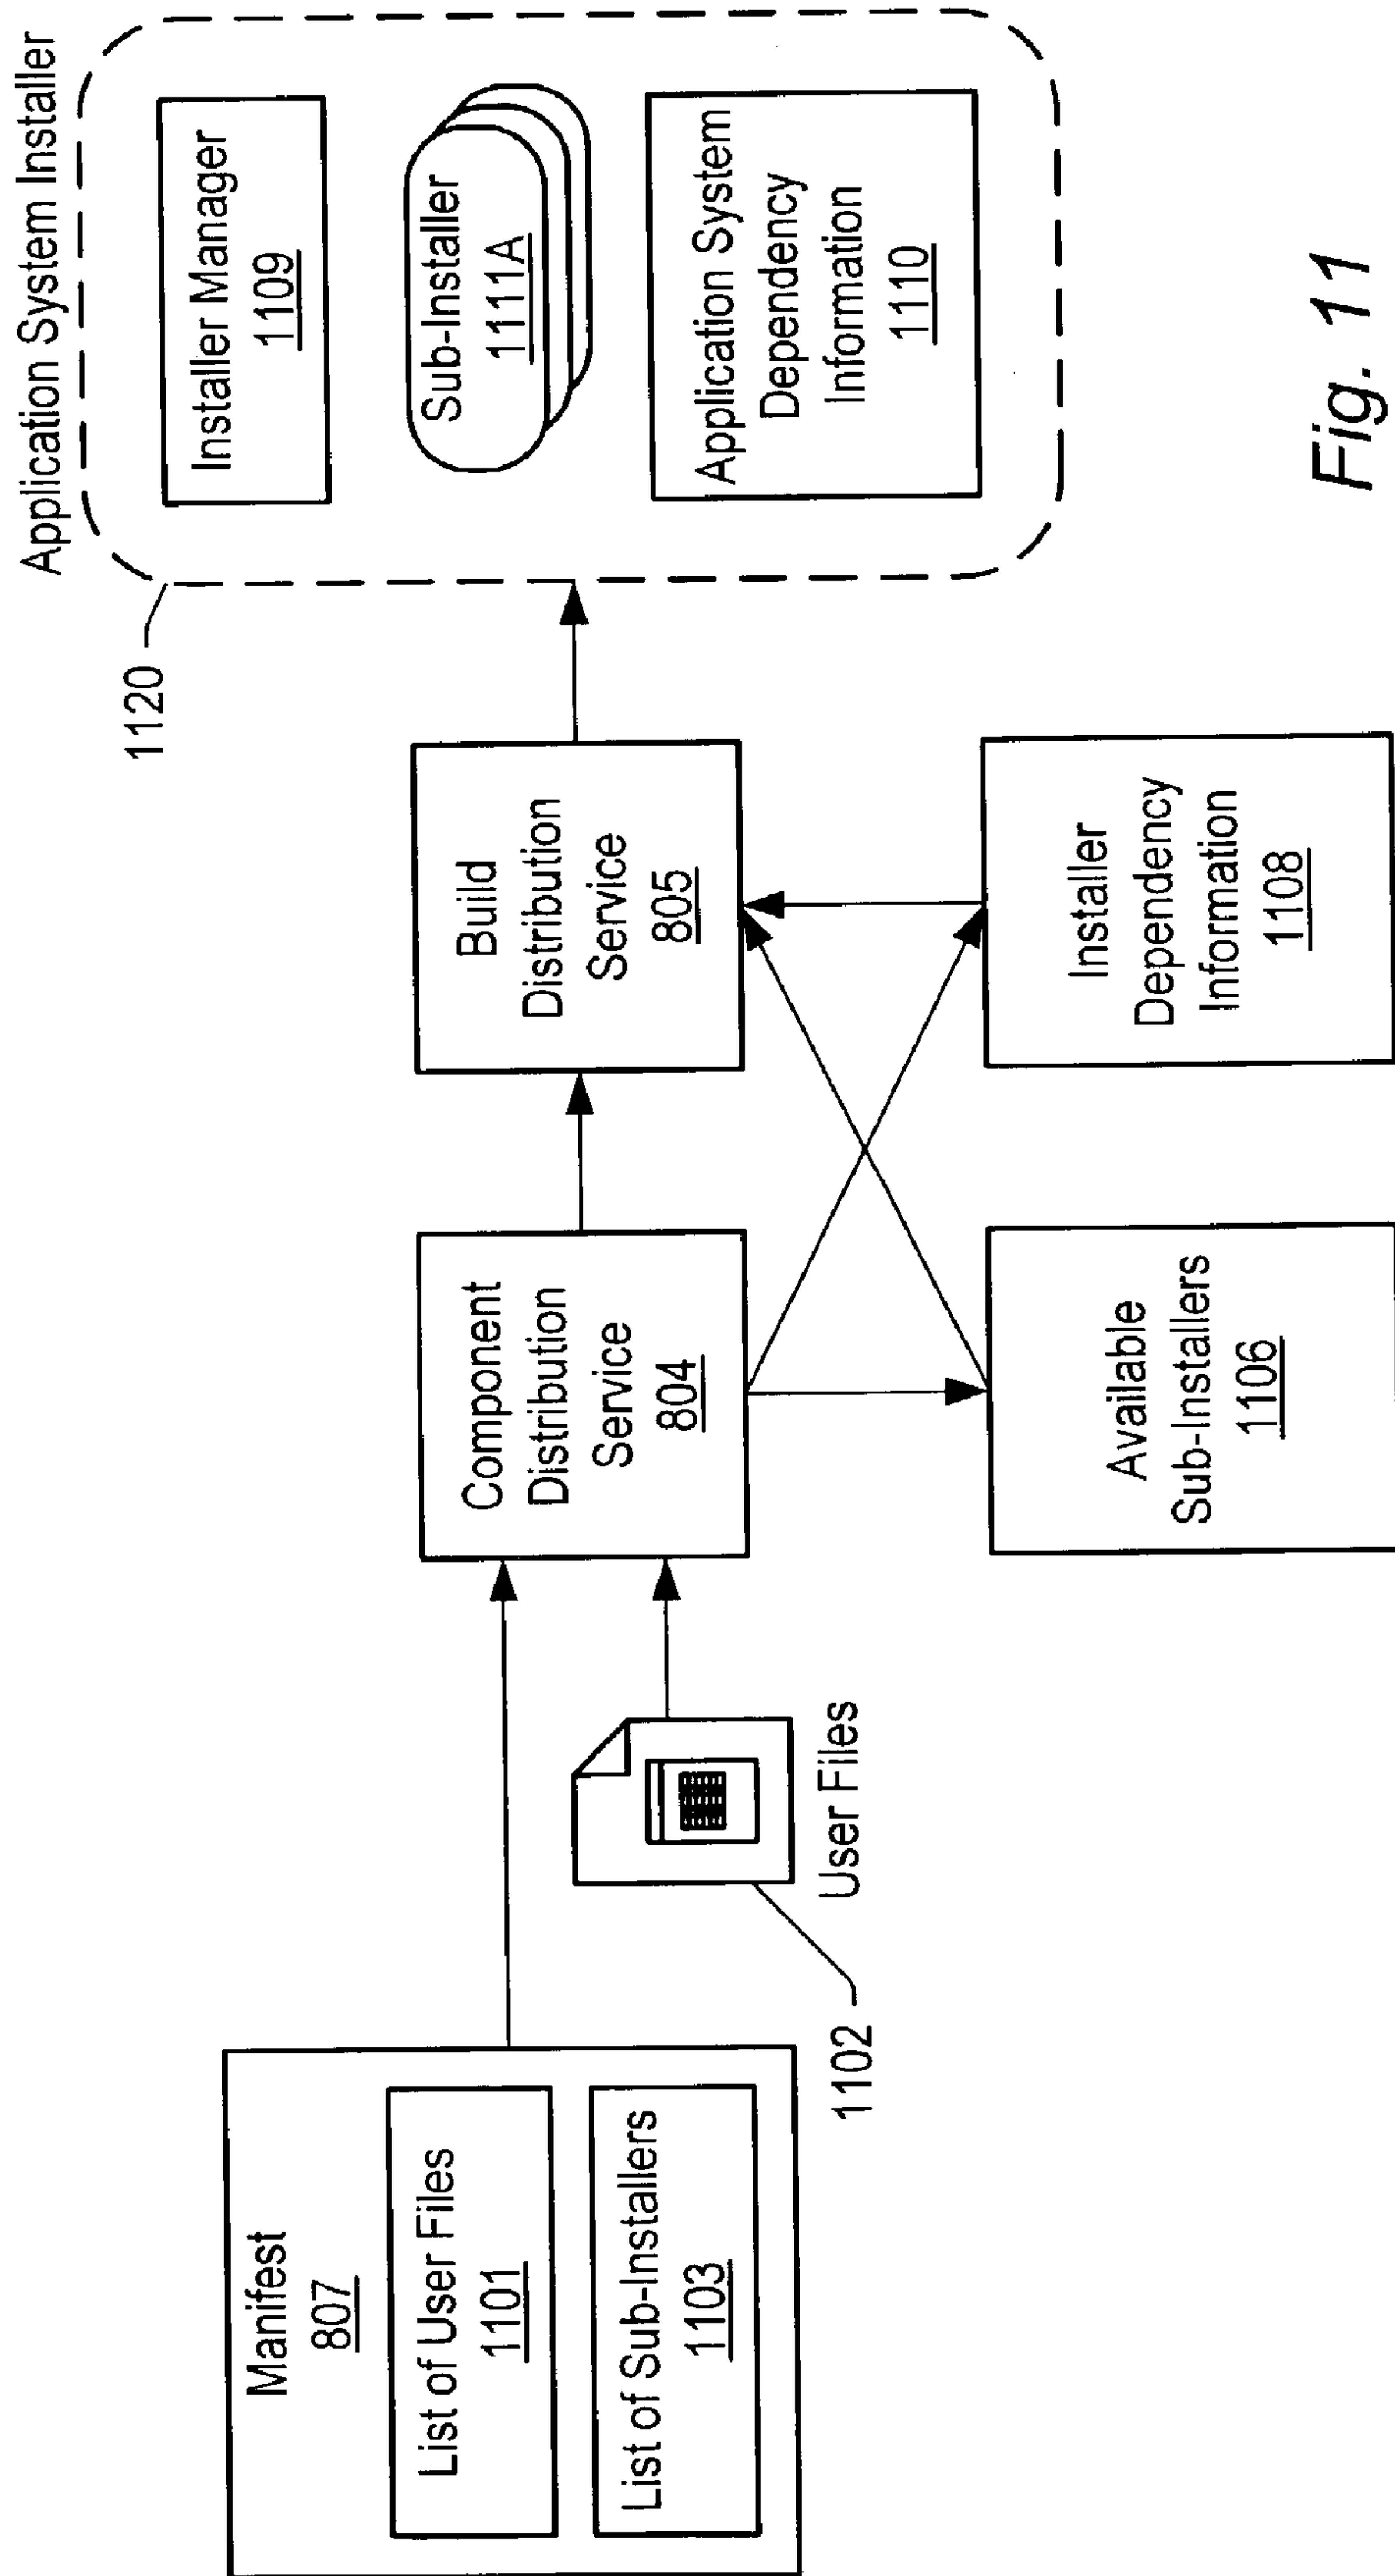 Manifest
807
List of User Files
1101
List of Sub-Installers
1103
1102
User Files
Component
Distribution
Service
804
Available
Sub-Installers
1106
Build
Distribution
Service
805
Installer
Dependency
Information
1108
1120
Application System Installer
Installer Manager
1109
Sub-Installer
1111A
Application System
Dependency
Information
1110
Fig. 11